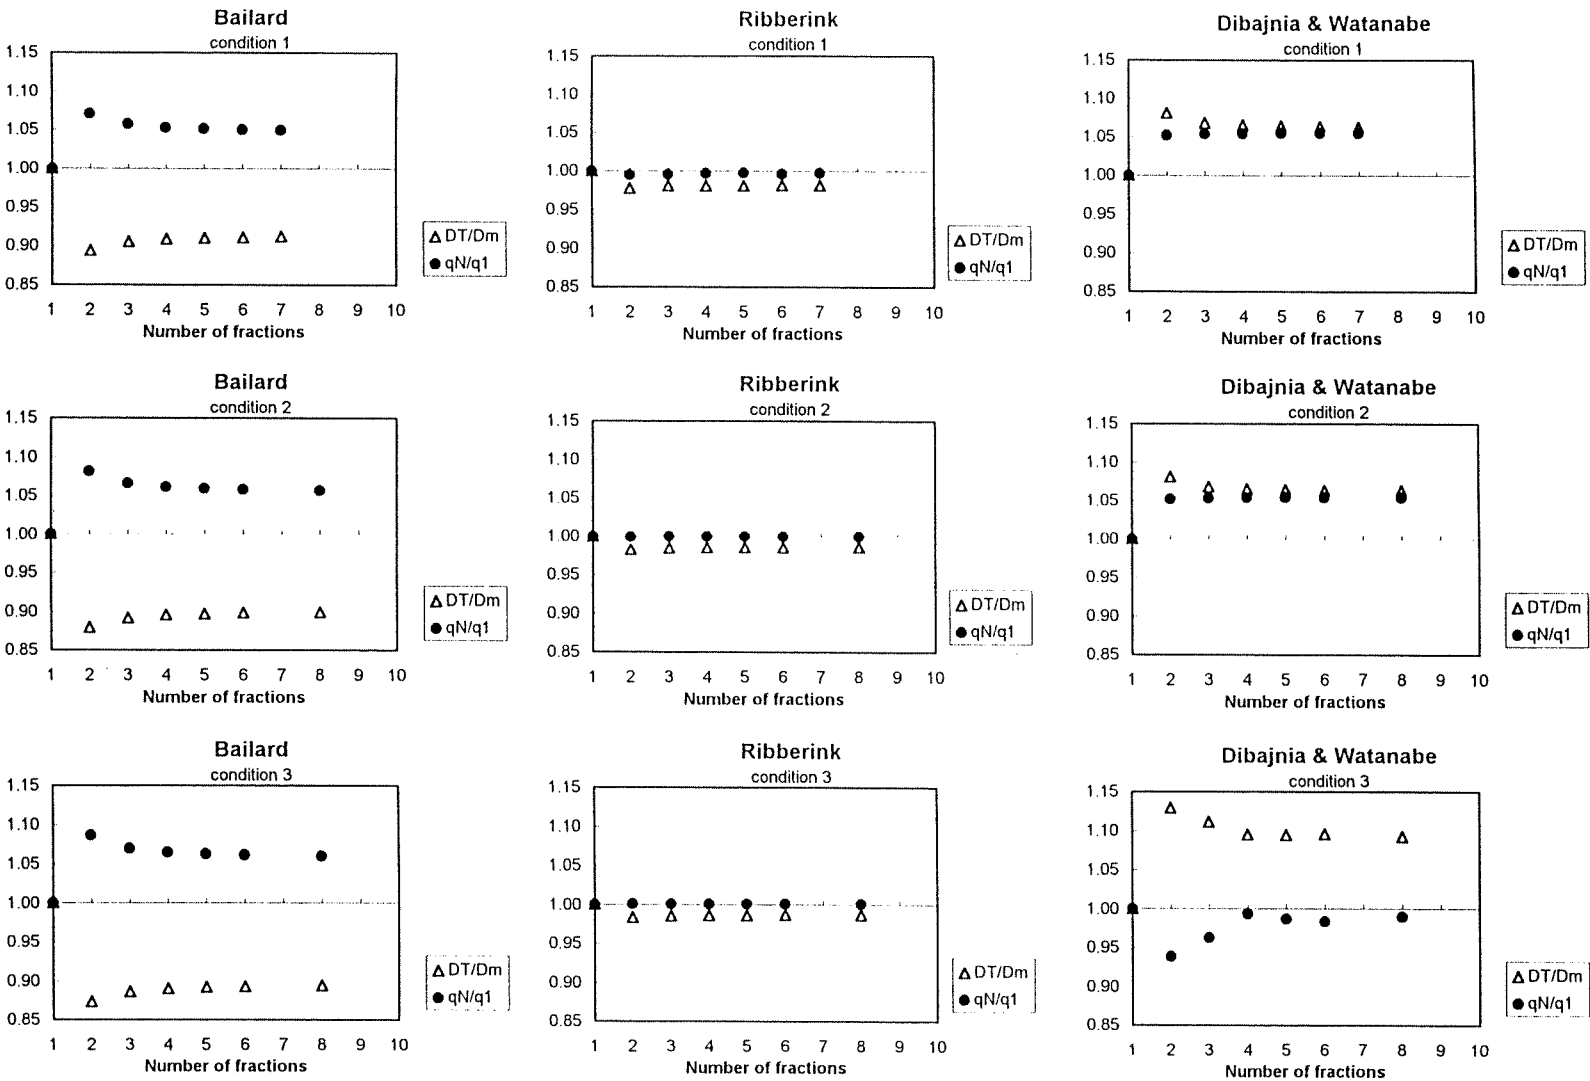 Bailard
condition 1
1.15
1.10
1.05
1.00
0.95
0.90
0.85
1 2 3 4 5 6 7 8 9 10
Number of fractions
DT/Dm
qN/q1
Ribberink
condition 1
1.15
1.10
1.05
1.00
0.95
0.90
0.85
1 2 3 4 5 6 7 8 9 10
Number of fractions
DT/Dm
qN/q1
Dibajnia & Watanabe
condition 1
1.15
1.10
1.05
1.00
0.95
0.90
0.85
1 2 3 4 5 6 7 8 9 10
Number of fractions
DT/Dm
qN/q1
Bailard
condition 2
1.15
1.10
1.05
1.00
0.95
0.90
0.85
1 2 3 4 5 6 7 8 9 10
Number of fractions
DT/Dm
qN/q1
Ribberink
condition 2
1.15
1.10
1.05
1.00
0.95
0.90
0.85
1 2 3 4 5 6 7 8 9 10
Number of fractions
DT/Dm
qN/q1
Dibajnia & Watanabe
condition 2
1.15
1.10
1.05
1.00
0.95
0.90
0.85
1 2 3 4 5 6 7 8 9 10
Number of fractions
DT/Dm
qN/q1
Bailard
condition 3
1.15
1.10
1.05
1.00
0.95
0.90
0.85
1 2 3 4 5 6 7 8 9 10
Number of fractions
DT/Dm
qN/q1
Ribberink
condition 3
1.15
1.10
1.05
1.00
0.95
0.90
0.85
1 2 3 4 5 6 7 8 9 10
Number of fractions
DT/Dm
qN/q1
Dibajnia & Watanabe
condition 3
1.15
1.10
1.05
1.00
0.95
0.90
0.85
1 2 3 4 5 6 7 8 9 10
Number of fractions
DT/Dm
qN/q1